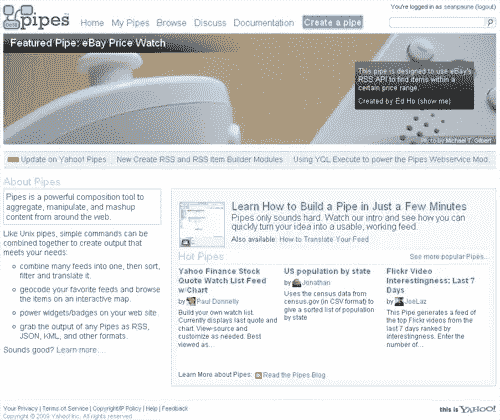 You're logged in as seanpaune (logout)
pipes
Home My Pipes Browse Discuss Documentation Create a pipe
Featured Pipe: eBay Price Watch
This pipe is designed to use eBay's
RSS API to find items within a
certain price range.
Created by Ed Ho (show me)
Photo by Michael T. Gilbert
Update on Yahoo! Pipes New Create RSS and RSS Item Builder Modules Using YQL Execute to power the Pipes Webservice Mod
About Pipes
Pipes is a powerful composition tool to
aggregate, manipulate, and mashup
content from around the web.
Like Unix pipes, simple commands can be
combined together to create output that
meets your needs:
combine many feeds into one, then sort,
filter and translate it.
geocode your favorite feeds and browse
the items on an interactive map.
power widgets/badges on your web site.
grab the output of any Pipes as RSS,
JSON, KML, and other formats.
Sounds good? Learn more....
Learn How to Build a Pipe in Just a Few Minutes
Pipes only sounds hard. Watch our intro and see how you can
quickly turn your idea into a usable, working feed.
Also available: How to Translate Your Feed
Hot Pipes See more popular Pipes...
Yahoo Finance Stock
Quote Watch List Feed
w/Chart
by Paul Donnelly
Build your own watch list.
Currently displays last quote and
chart. View-source and
customize as needed. Best
viewed as...
US population by state
by Jonathan
Uses the census data from
census.gov (in CSV format) to
give a sorted list of population
by state
Flickr Video
Interestingness: Last 7
Days
by JoeLaz
This Pipe generates a feed of
the top Flickr videos from the
last 7 days ranked by
interestingness. Enter the
number of...
Learn More about Pipes: Read the Pipes Blog
Your Privacy | Terms of Service | Copyright/IP Policy | Help | Feedback
Copyright © 2009 Yahoo! Inc. All rights reserved.
this is YAHOO!